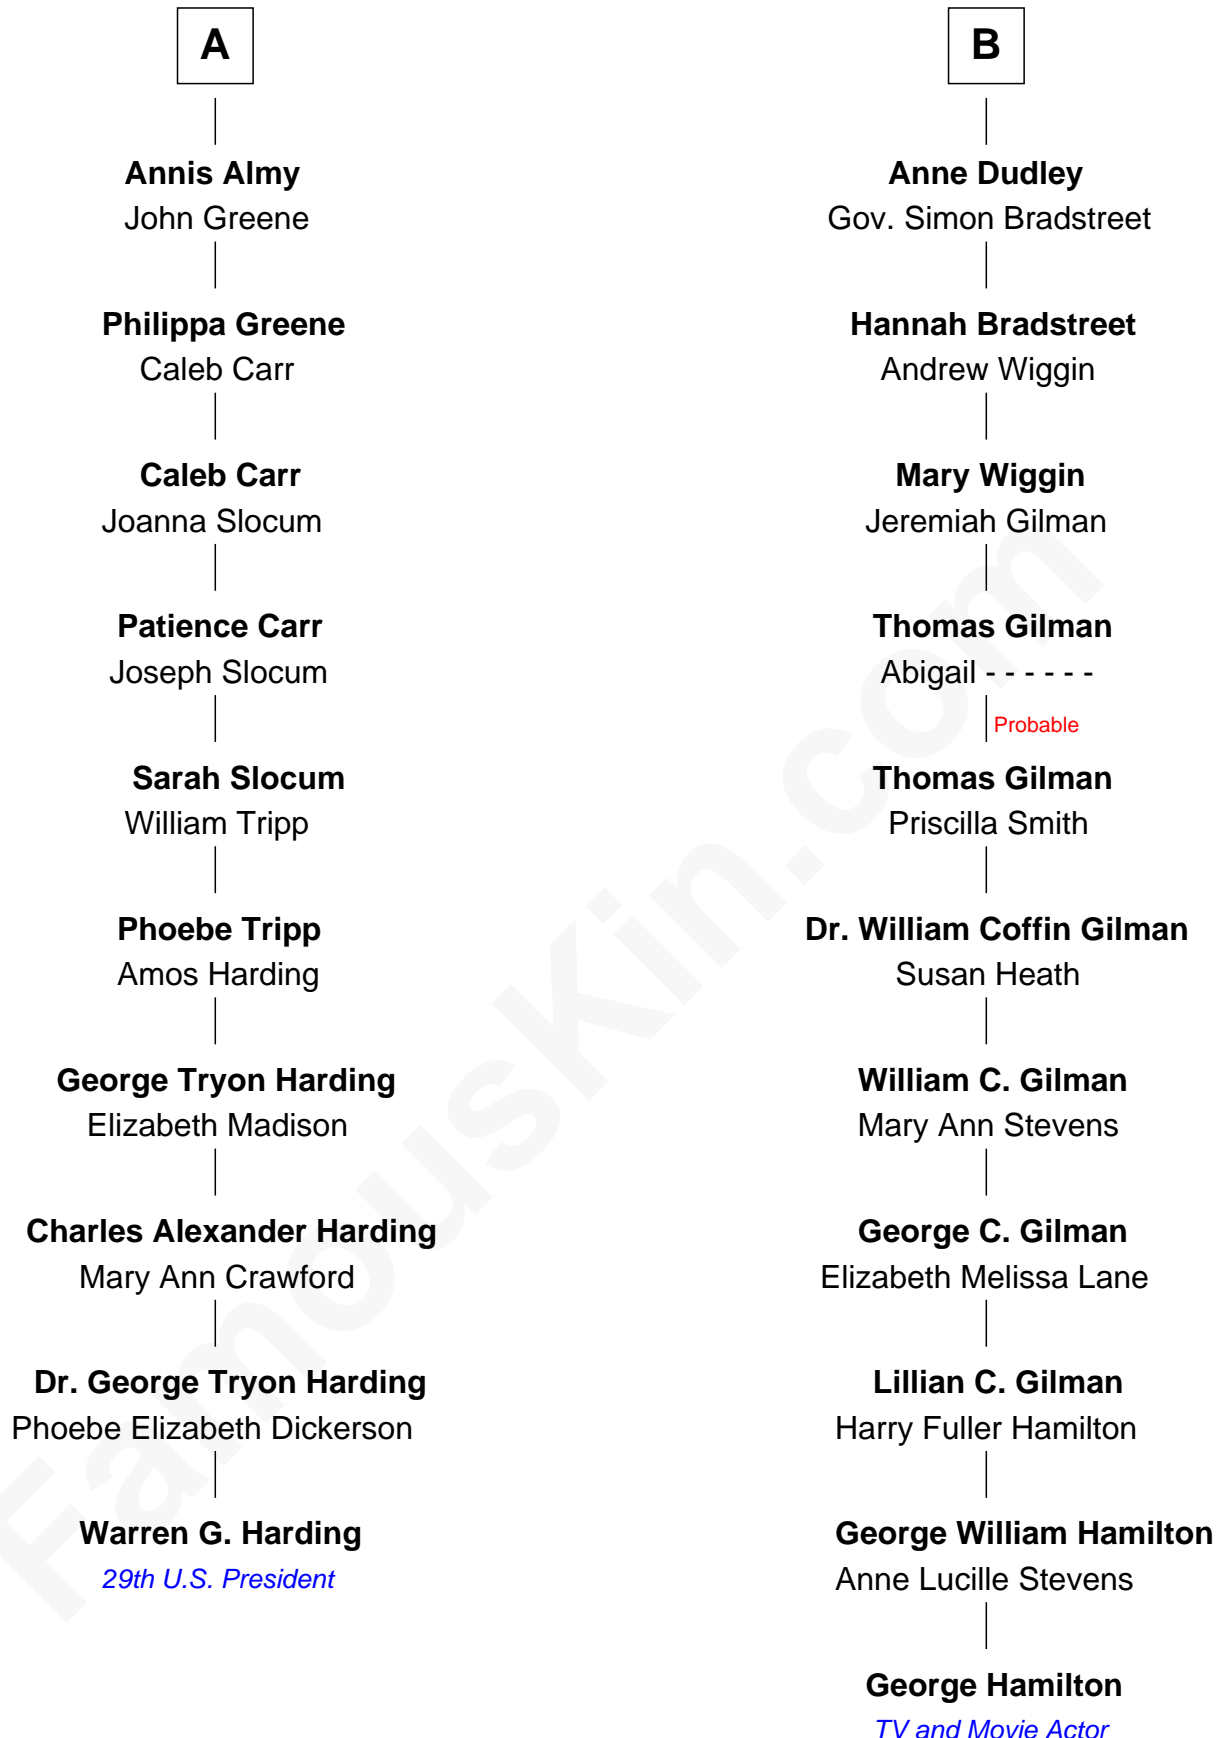 A
Annis Almy
John Greene
Philippa Greene
Caleb Carr
Caleb Carr
Joanna Slocum
Patience Carr
Joseph Slocum
Sarah Slocum
William Tripp
Phoebe Tripp
Amos Harding
George Tryon Harding
Elizabeth Madison
Charles Alexander Harding
Mary Ann Crawford
Dr. George Tryon Harding
Phoebe Elizabeth Dickerson
Warren G. Harding
29th U.S. President
B
Anne Dudley
Gov. Simon Bradstreet
Hannah Bradstreet
Andrew Wiggin
Mary Wiggin
Jeremiah Gilman
Thomas Gilman
Abigail - - - - - -
Probable
Thomas Gilman
Priscilla Smith
Dr. William Coffin Gilman
Susan Heath
William C. Gilman
Mary Ann Stevens
George C. Gilman
Elizabeth Melissa Lane
Lillian C. Gilman
Harry Fuller Hamilton
George William Hamilton
Anne Lucille Stevens
George Hamilton
TV and Movie Actor
FamousKin.com